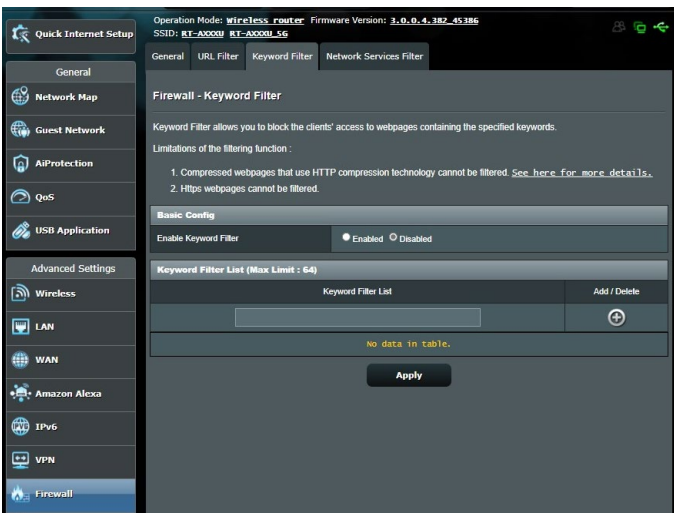 Quick Internet Setup
Operation Mode: Wireless router Firmware Version: 3.0.0.4.382_45386
SSID: RT-AXXXU RT-AXXXU_5G
General URL Filter Keyword Filter Network Services Filter
General
Network Map
Guest Network
AiProtection
QoS
USB Application
Advanced Settings
Wireless
LAN
WAN
Amazon Alexa
IPv6
VPN
Firewall
Firewall - Keyword Filter
Keyword Filter allows you to block the clients' access to webpages containing the specified keywords.
Limitations of the filtering function :
1. Compressed webpages that use HTTP compression technology cannot be filtered. See here for more details.
2. Https webpages cannot be filtered.
Basic Config
Enable Keyword Filter Enabled Disabled
Keyword Filter List (Max Limit : 64)
Keyword Filter List Add / Delete
No data in table.
Apply